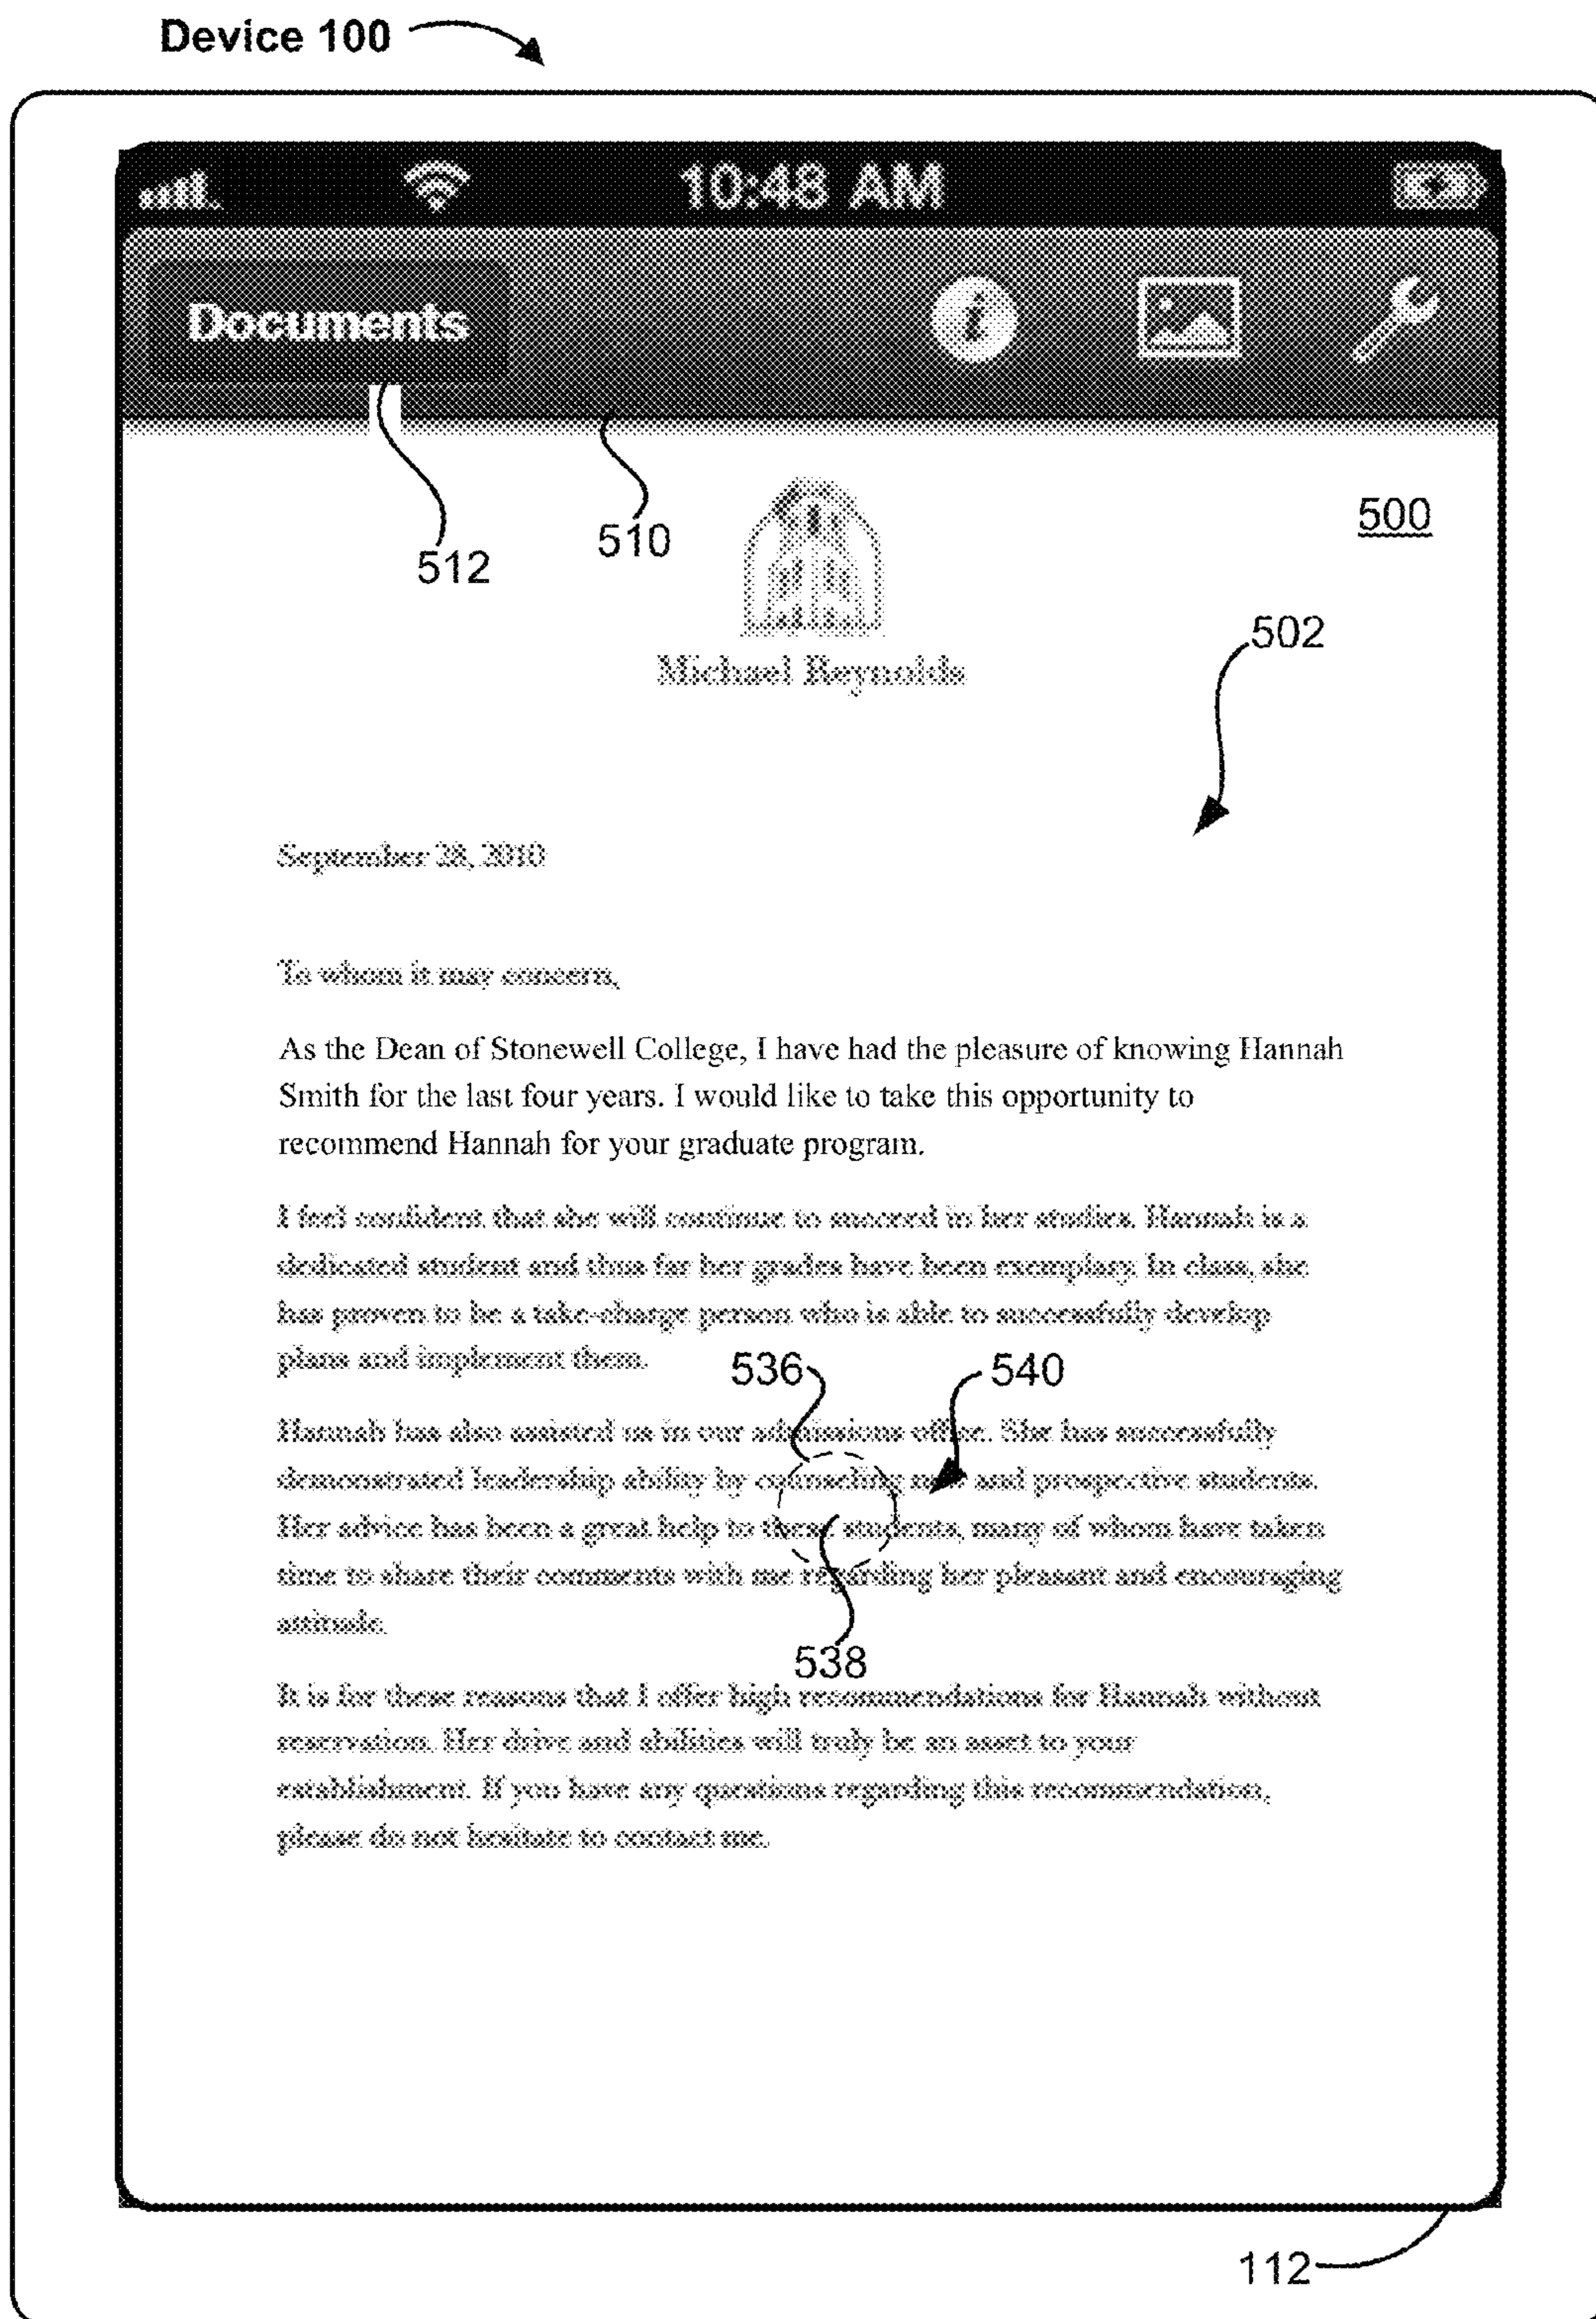 Device 100
10:48 AM
Documents
i
512
510
500
502
Michael Reynolds
September 28, 2010
To whom it may concern,
As the Dean of Stonewell College, I have had the pleasure of knowing Hannah
Smith for the last four years. I would like to take this opportunity to
recommend Hannah for your graduate program.
I feel confident that she will continue to succeed in her studies. Hannah is a
dedicated student and thus far her grades have been exemplary. In class, she
has proven to be a take-charge person who is able to successfully develop
plans and implement them.
536
540
Hannah has also assisted us in our admissions office. She has successfully
demonstrated leadership ability by counseling new and prospective students.
Her advice has been a great help to these students, many of whom have taken
time to share their comments with me regarding her pleasant and encouraging
attitude.
538
It is for these reasons that I offer high recommendations for Hannah without
reservation. Her drive and abilities will truly be an asset to your
establishment. If you have any questions regarding this recommendation,
please do not hesitate to contact me.
112